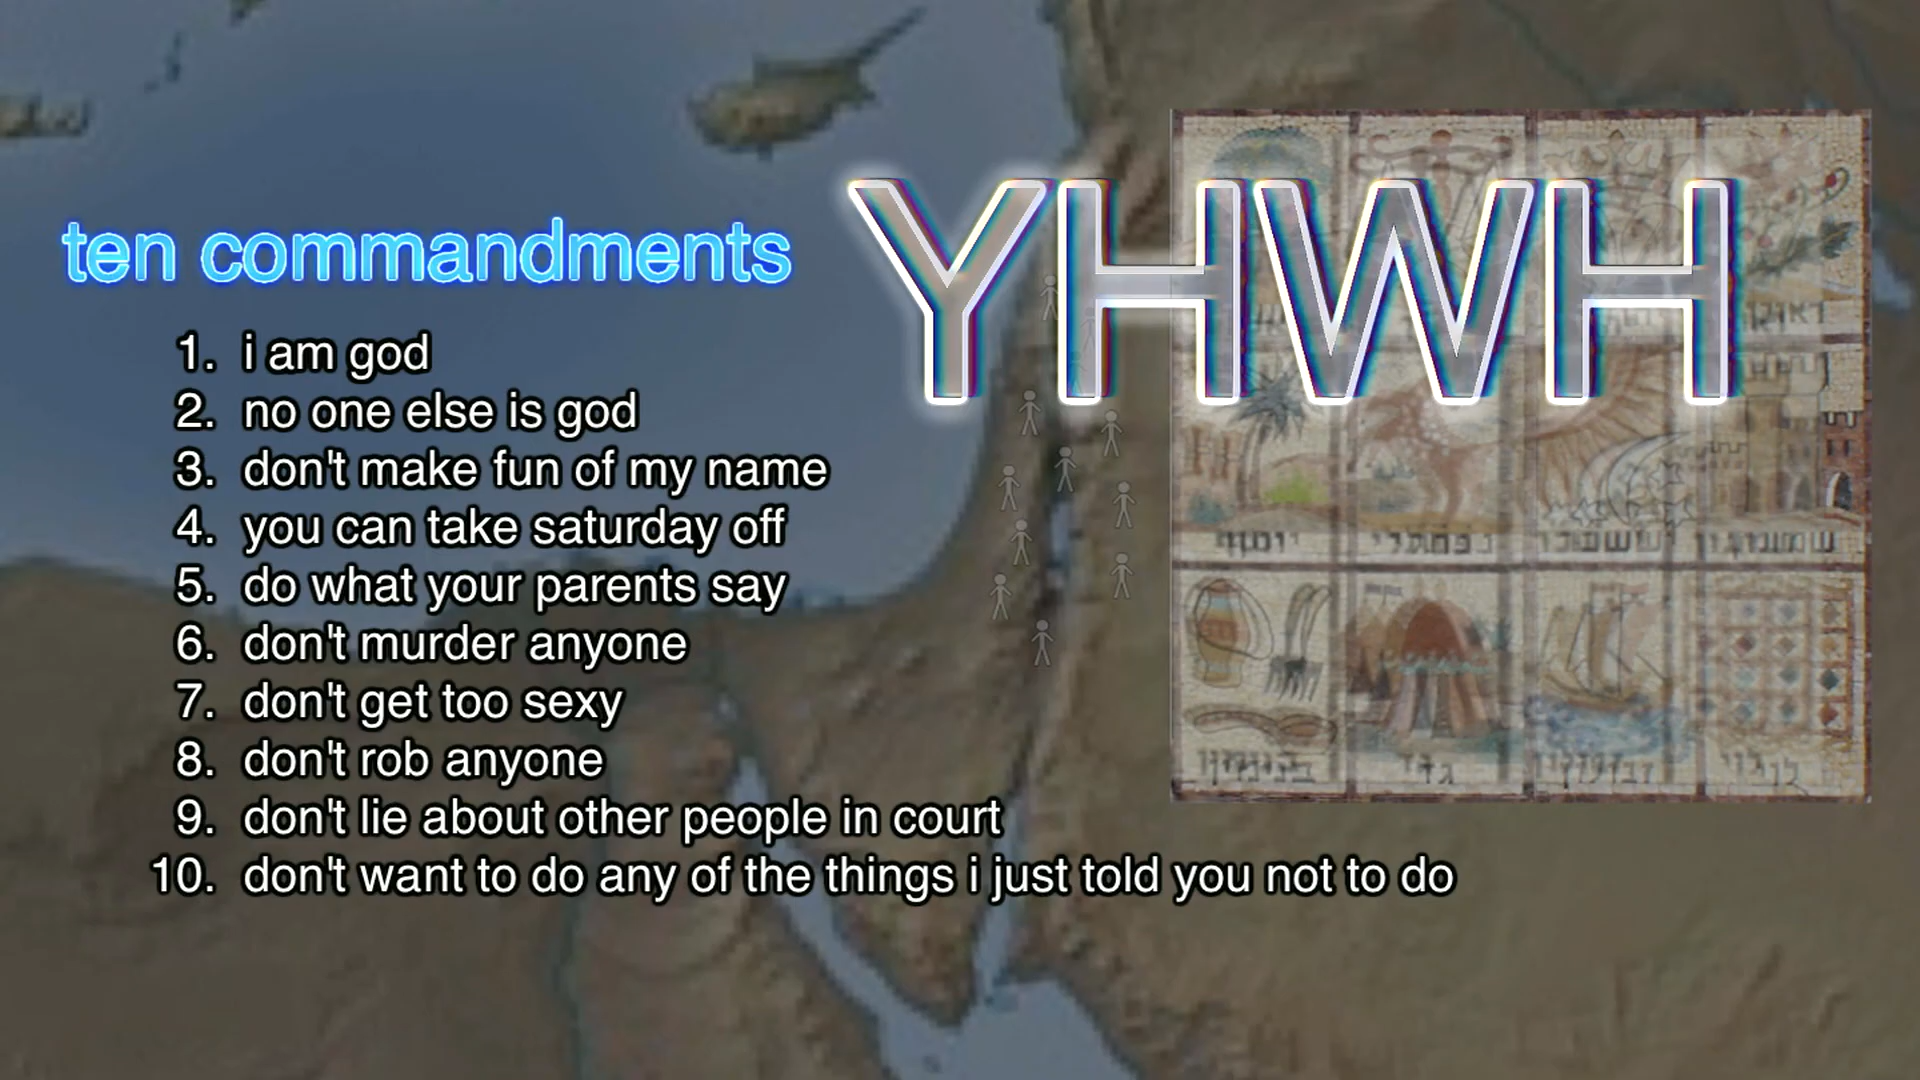 YHWH
ten commandments
1. i am god
2. no one else is god
3. don't make fun of my name
4. you can take saturday off
5. do what your parents say
6. don't murder anyone
7. don't get too sexy
8. don't rob anyone
9. don't lie about other people in court
10. don't want to do any of the things i just told you not to do